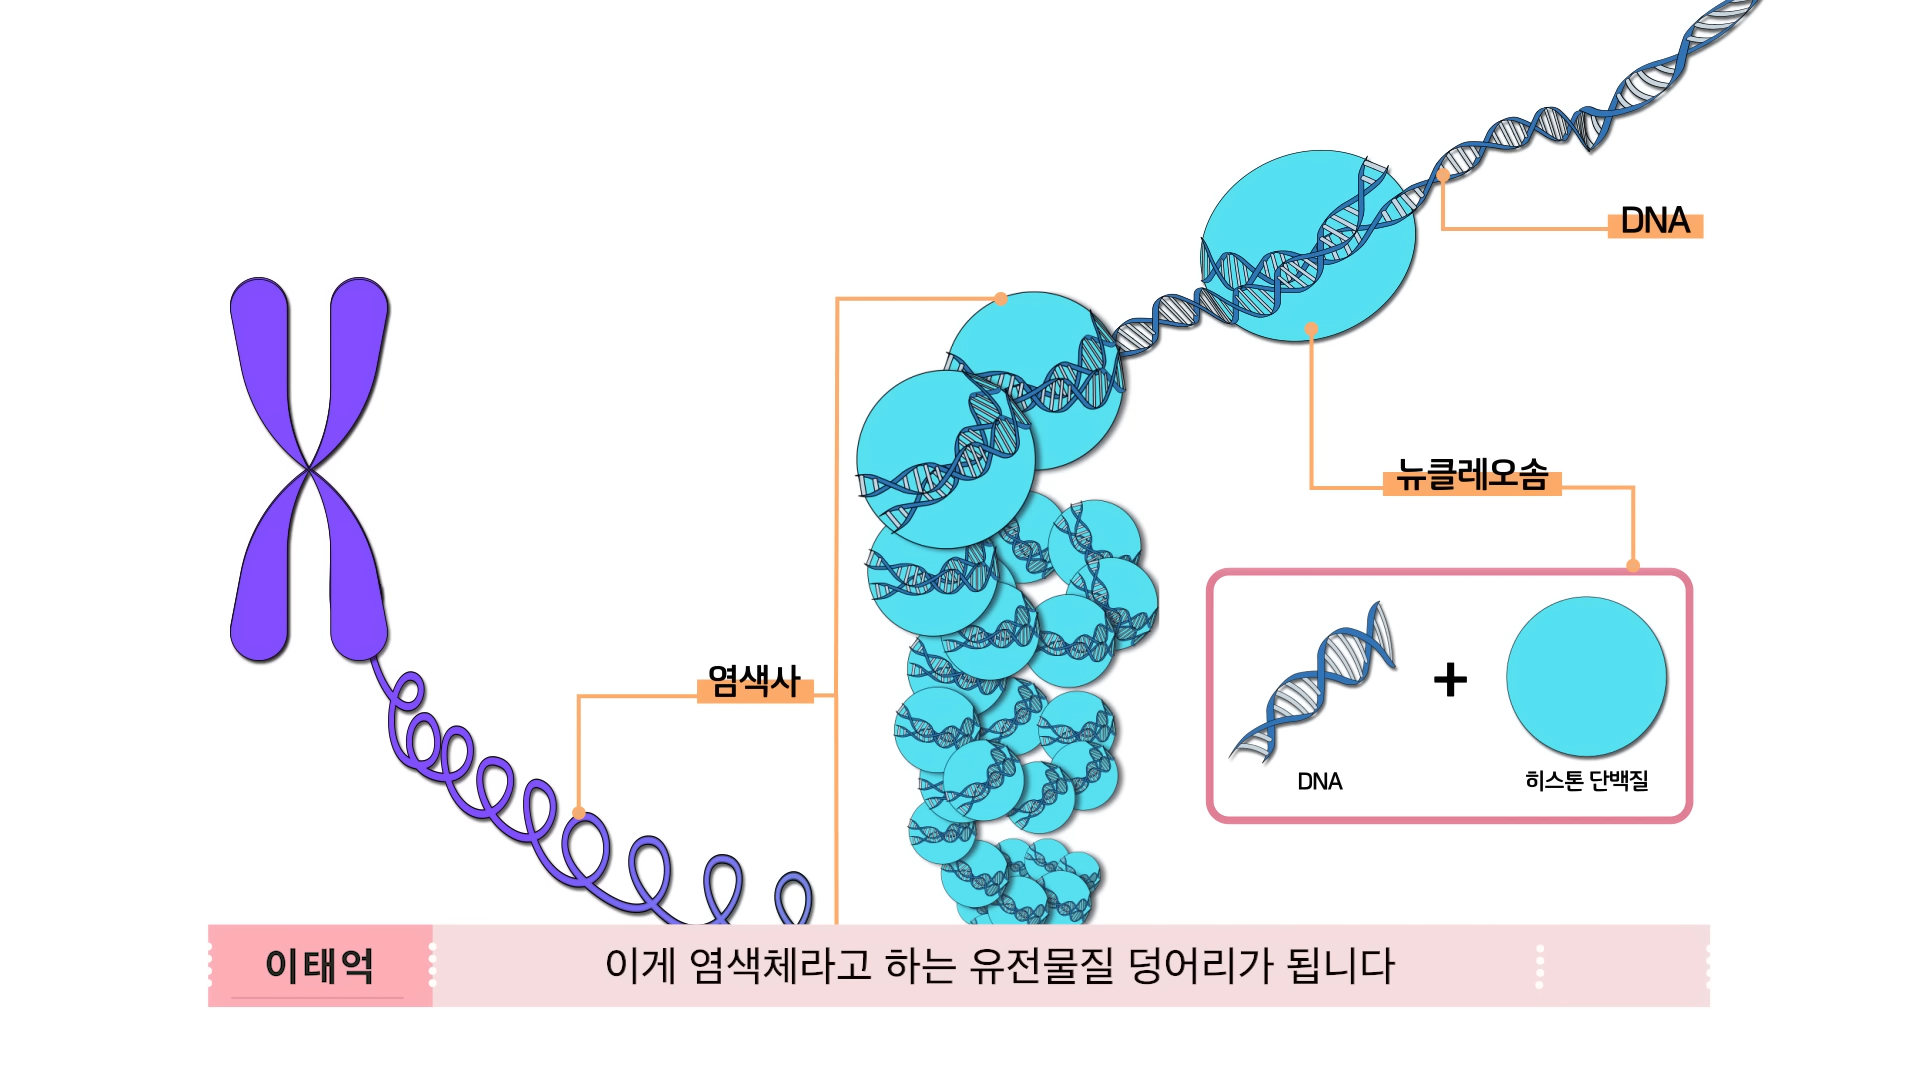 DNA
뉴클레오솜
염색사
DNA
+
히스톤 단백질
이태억
이게 염색체라고 하는 유전물질 덩어리가 됩니다